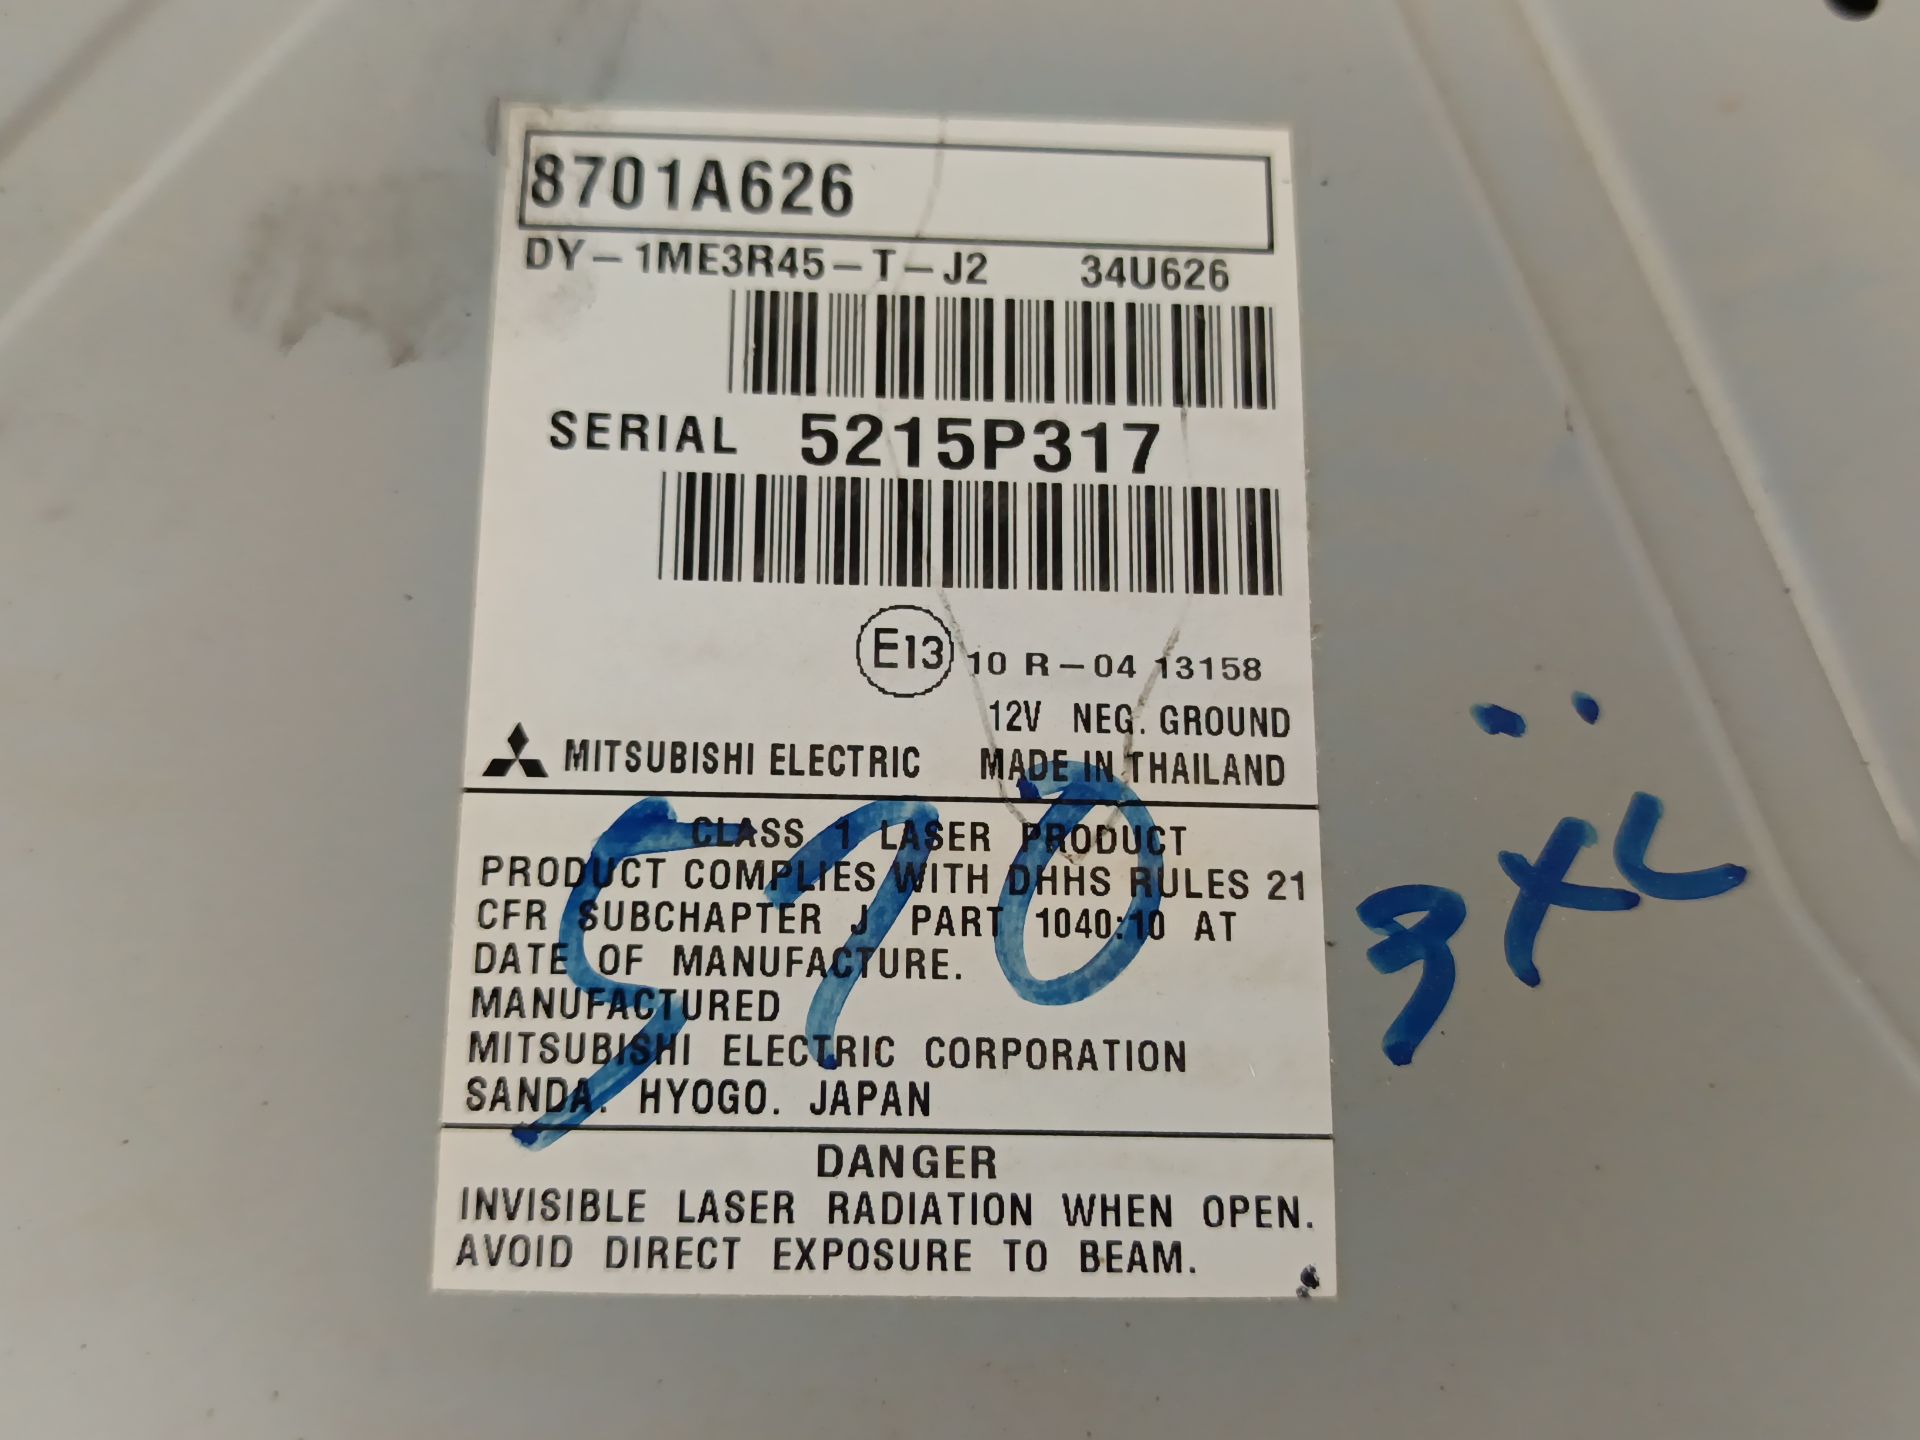 8701A626
DY-1ME3R45-T-J2 34U626
SERIAL 5215P317
E13 10 R-04 13158
12V NEG. GROUND
MITSUBISHI ELECTRIC MADE IN THAILAND
CLASS 1 LASER PRODUCT
PRODUCT COMPLIES WITH DHHS RULES 21
CFR SUBCHAPTER J PART 1040:10 AT
DATE OF MANUFACTURE.
MANUFACTURED
MITSUBISHI ELECTRIC CORPORATION
SANDA. HYOGO. JAPAN
570
DANGER
INVISIBLE LASER RADIATION WHEN OPEN.
AVOID DIRECT EXPOSURE TO BEAM.